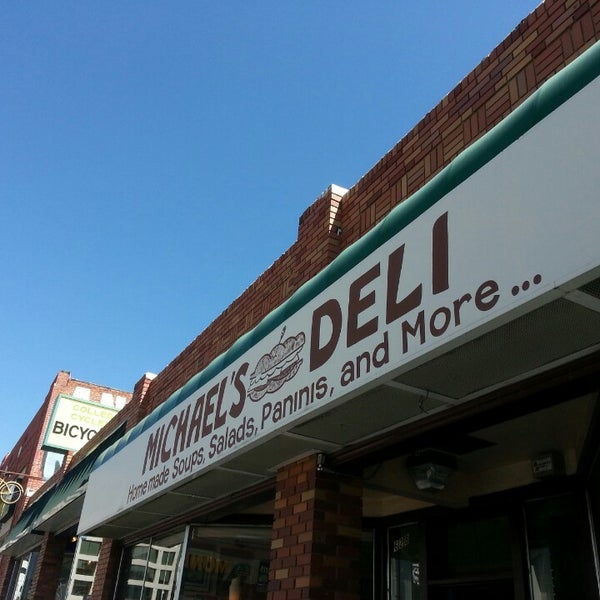 MICHAEL'S DELI
Home made Soups, Salads, Paninis, and More...
BICYC